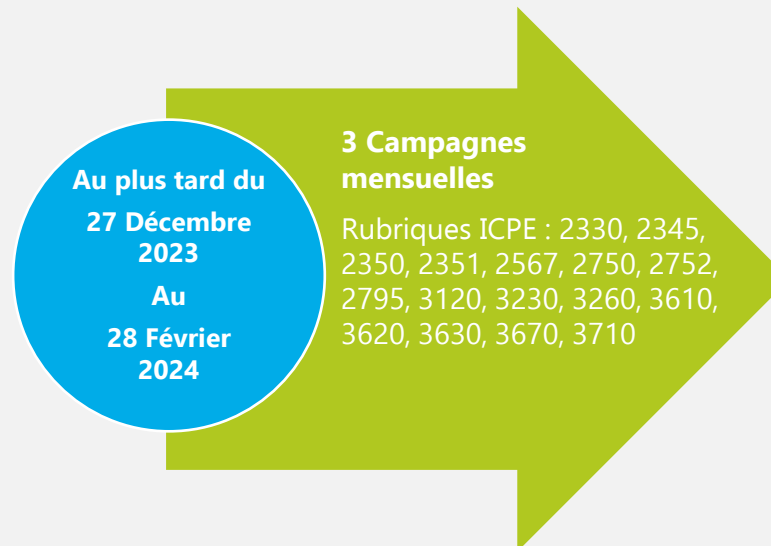 Au plus tard du
27 Décembre
2023
Au
28 Février
2024
3 Campagnes
mensuelles
Rubriques ICPE : 2330, 2345,
2350, 2351, 2567, 2750, 2752,
2795, 3120, 3230, 3260, 3610,
3620, 3630, 3670, 3710